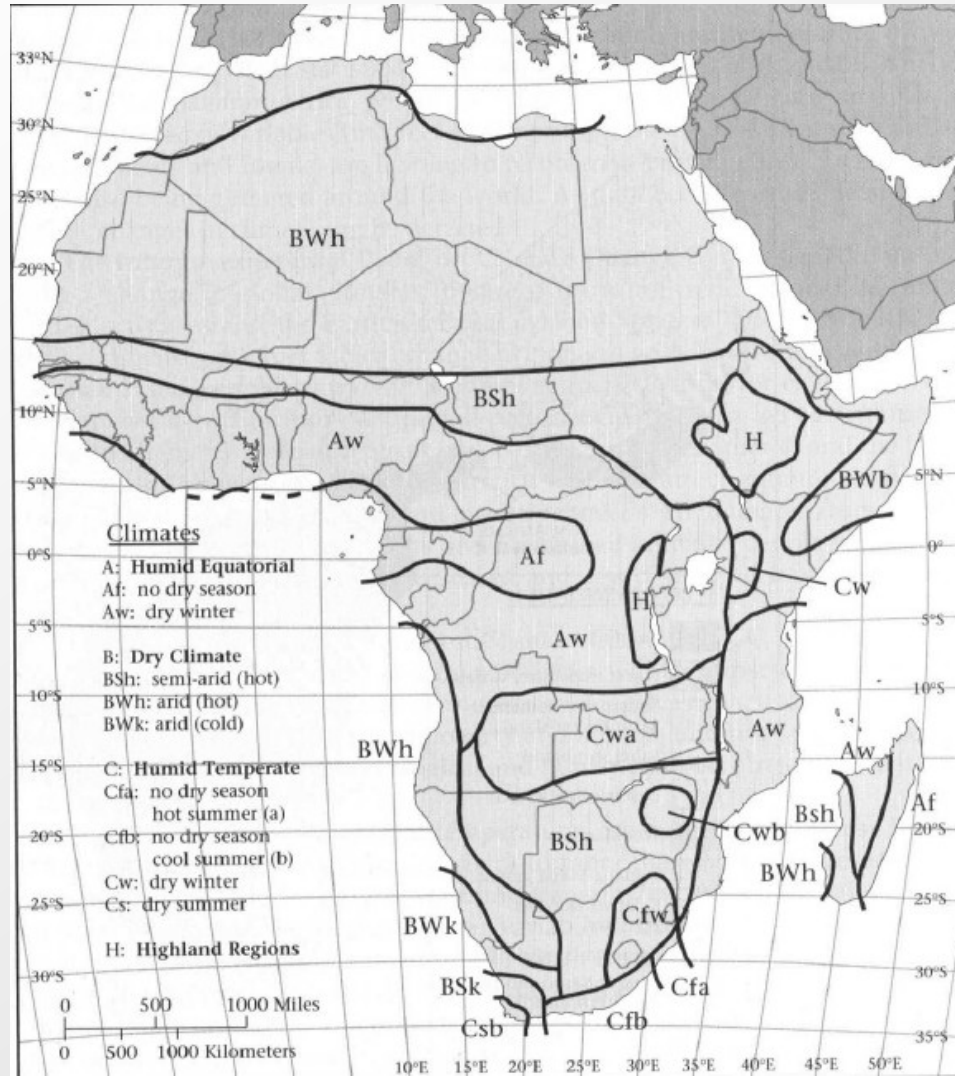 33°N
30°N
25°N
BWh
20°N
15°N
10°N
BSh
Aw
H
5°N
5°N
BWb
Climates
0°N
0°
A: Humid Equatorial
Af: no dry season
Aw: dry winter
Af
H
Cw
5°S
5°S
Aw
B: Dry Climate
BSh: semi-arid (hot)
BWh: arid (hot)
BWk: arid (cold)
10°S
10°S
BWh
Cwa
Aw
Aw
C: Humid Temperate
15°S
15°S
Cfa: no dry season
hot summer (a)
Cfb: no dry season
cool summer (b)
Cw: dry winter
Cs: dry summer
Bsh
Af
20°S
20°S
BSh
Cwb
BWh
25°S
25°S
BWk
Cfw
H: Highland Regions
30°S
30°S
BSk
Cfa
0 500 1000 Miles
Csb
Cfb
35°S
0 500 1000 Kilometers
10°E 15°E 20°E 25°E 30°E 35°E 40°E 45°E 50°E